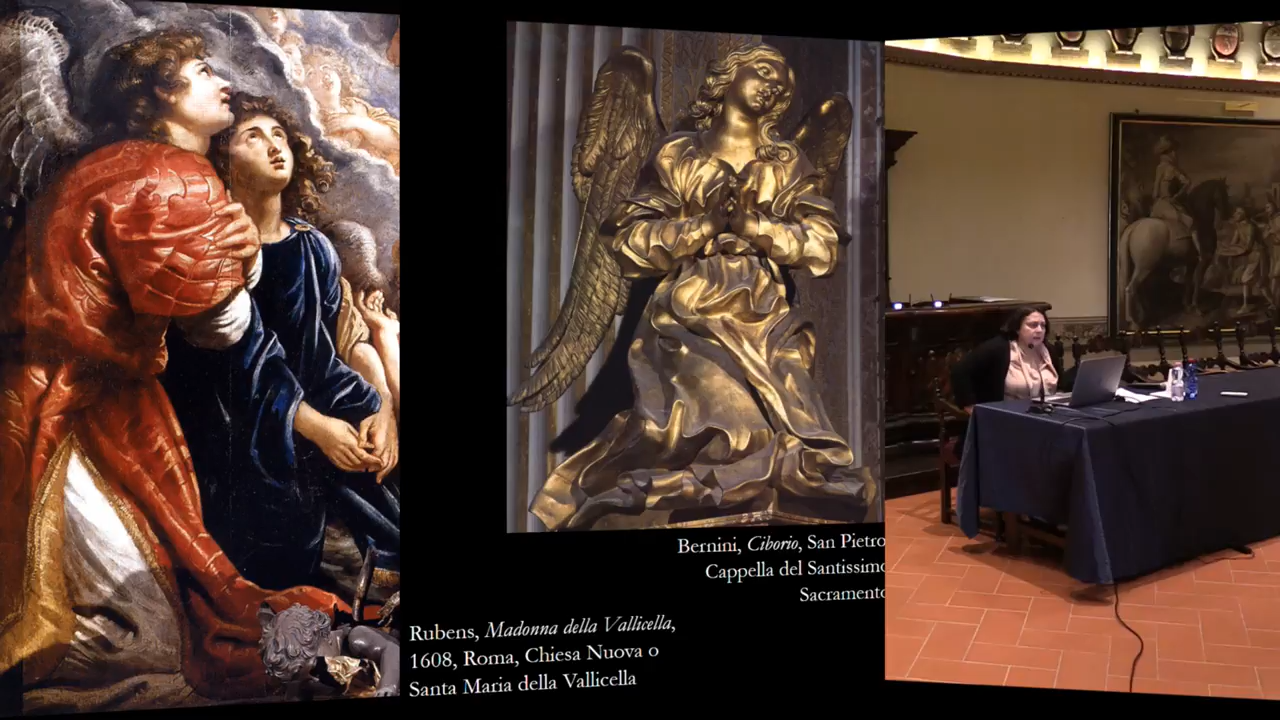 Bernini, Ciborio, San Pietro
Cappella del Santissimo
Sacramento
Rubens, Madonna della Vallicella,
1608, Roma, Chiesa Nuova o
Santa Maria della Vallicella